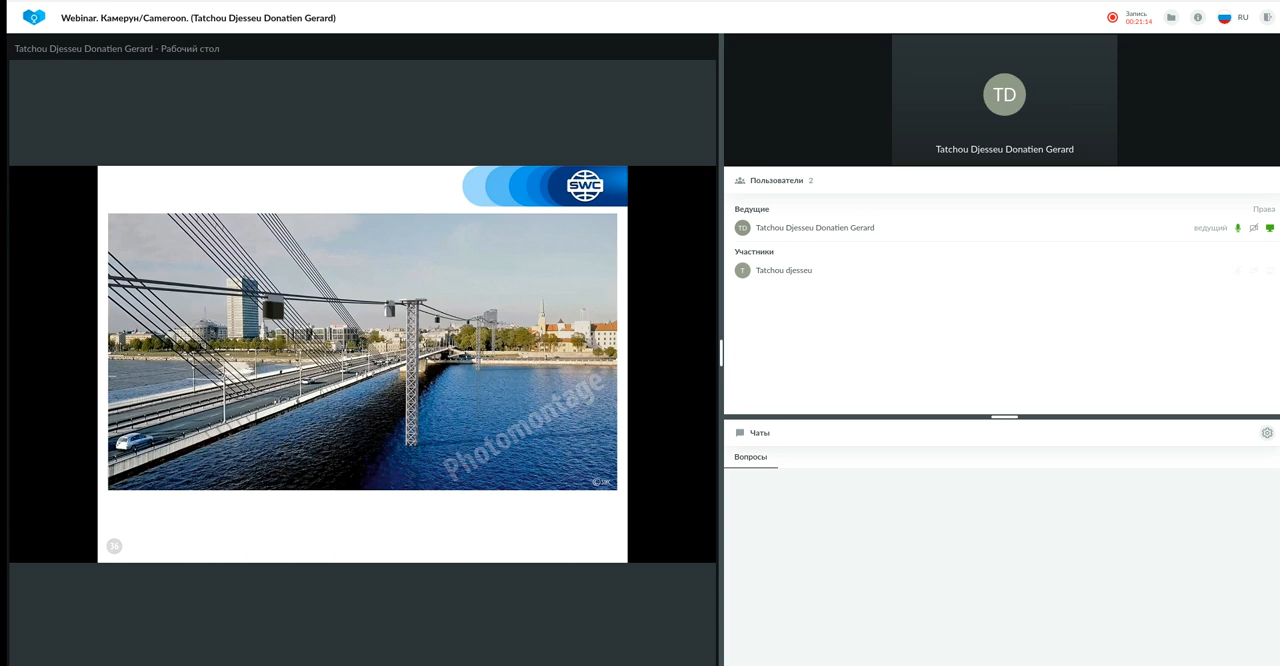 Webinar. Камерун/Cameroon. (Tatchou Djesseu Donatien Gerard)
Запись
00:21:14
RU
Tatchou Djesseu Donatien Gerard - Рабочий стол
SWC
Photomontage
36
TD
Tatchou Djesseu Donatien Gerard
Пользователи 2
Ведущие
Права
TD
Tatchou Djesseu Donatien Gerard
ведущий
Участники
T
Tatchou djesseu
Чаты
Вопросы